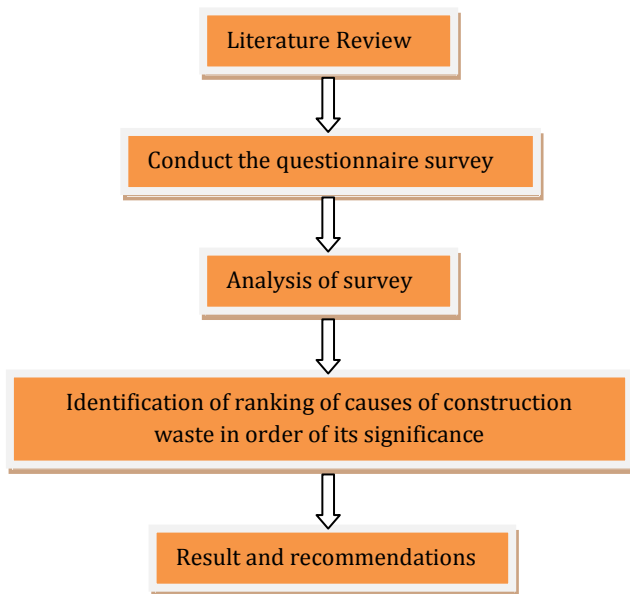 Literature Review
Conduct the questionnaire survey
Analysis of survey
Identification of ranking of causes of construction
waste in order of its significance
Result and recommendations